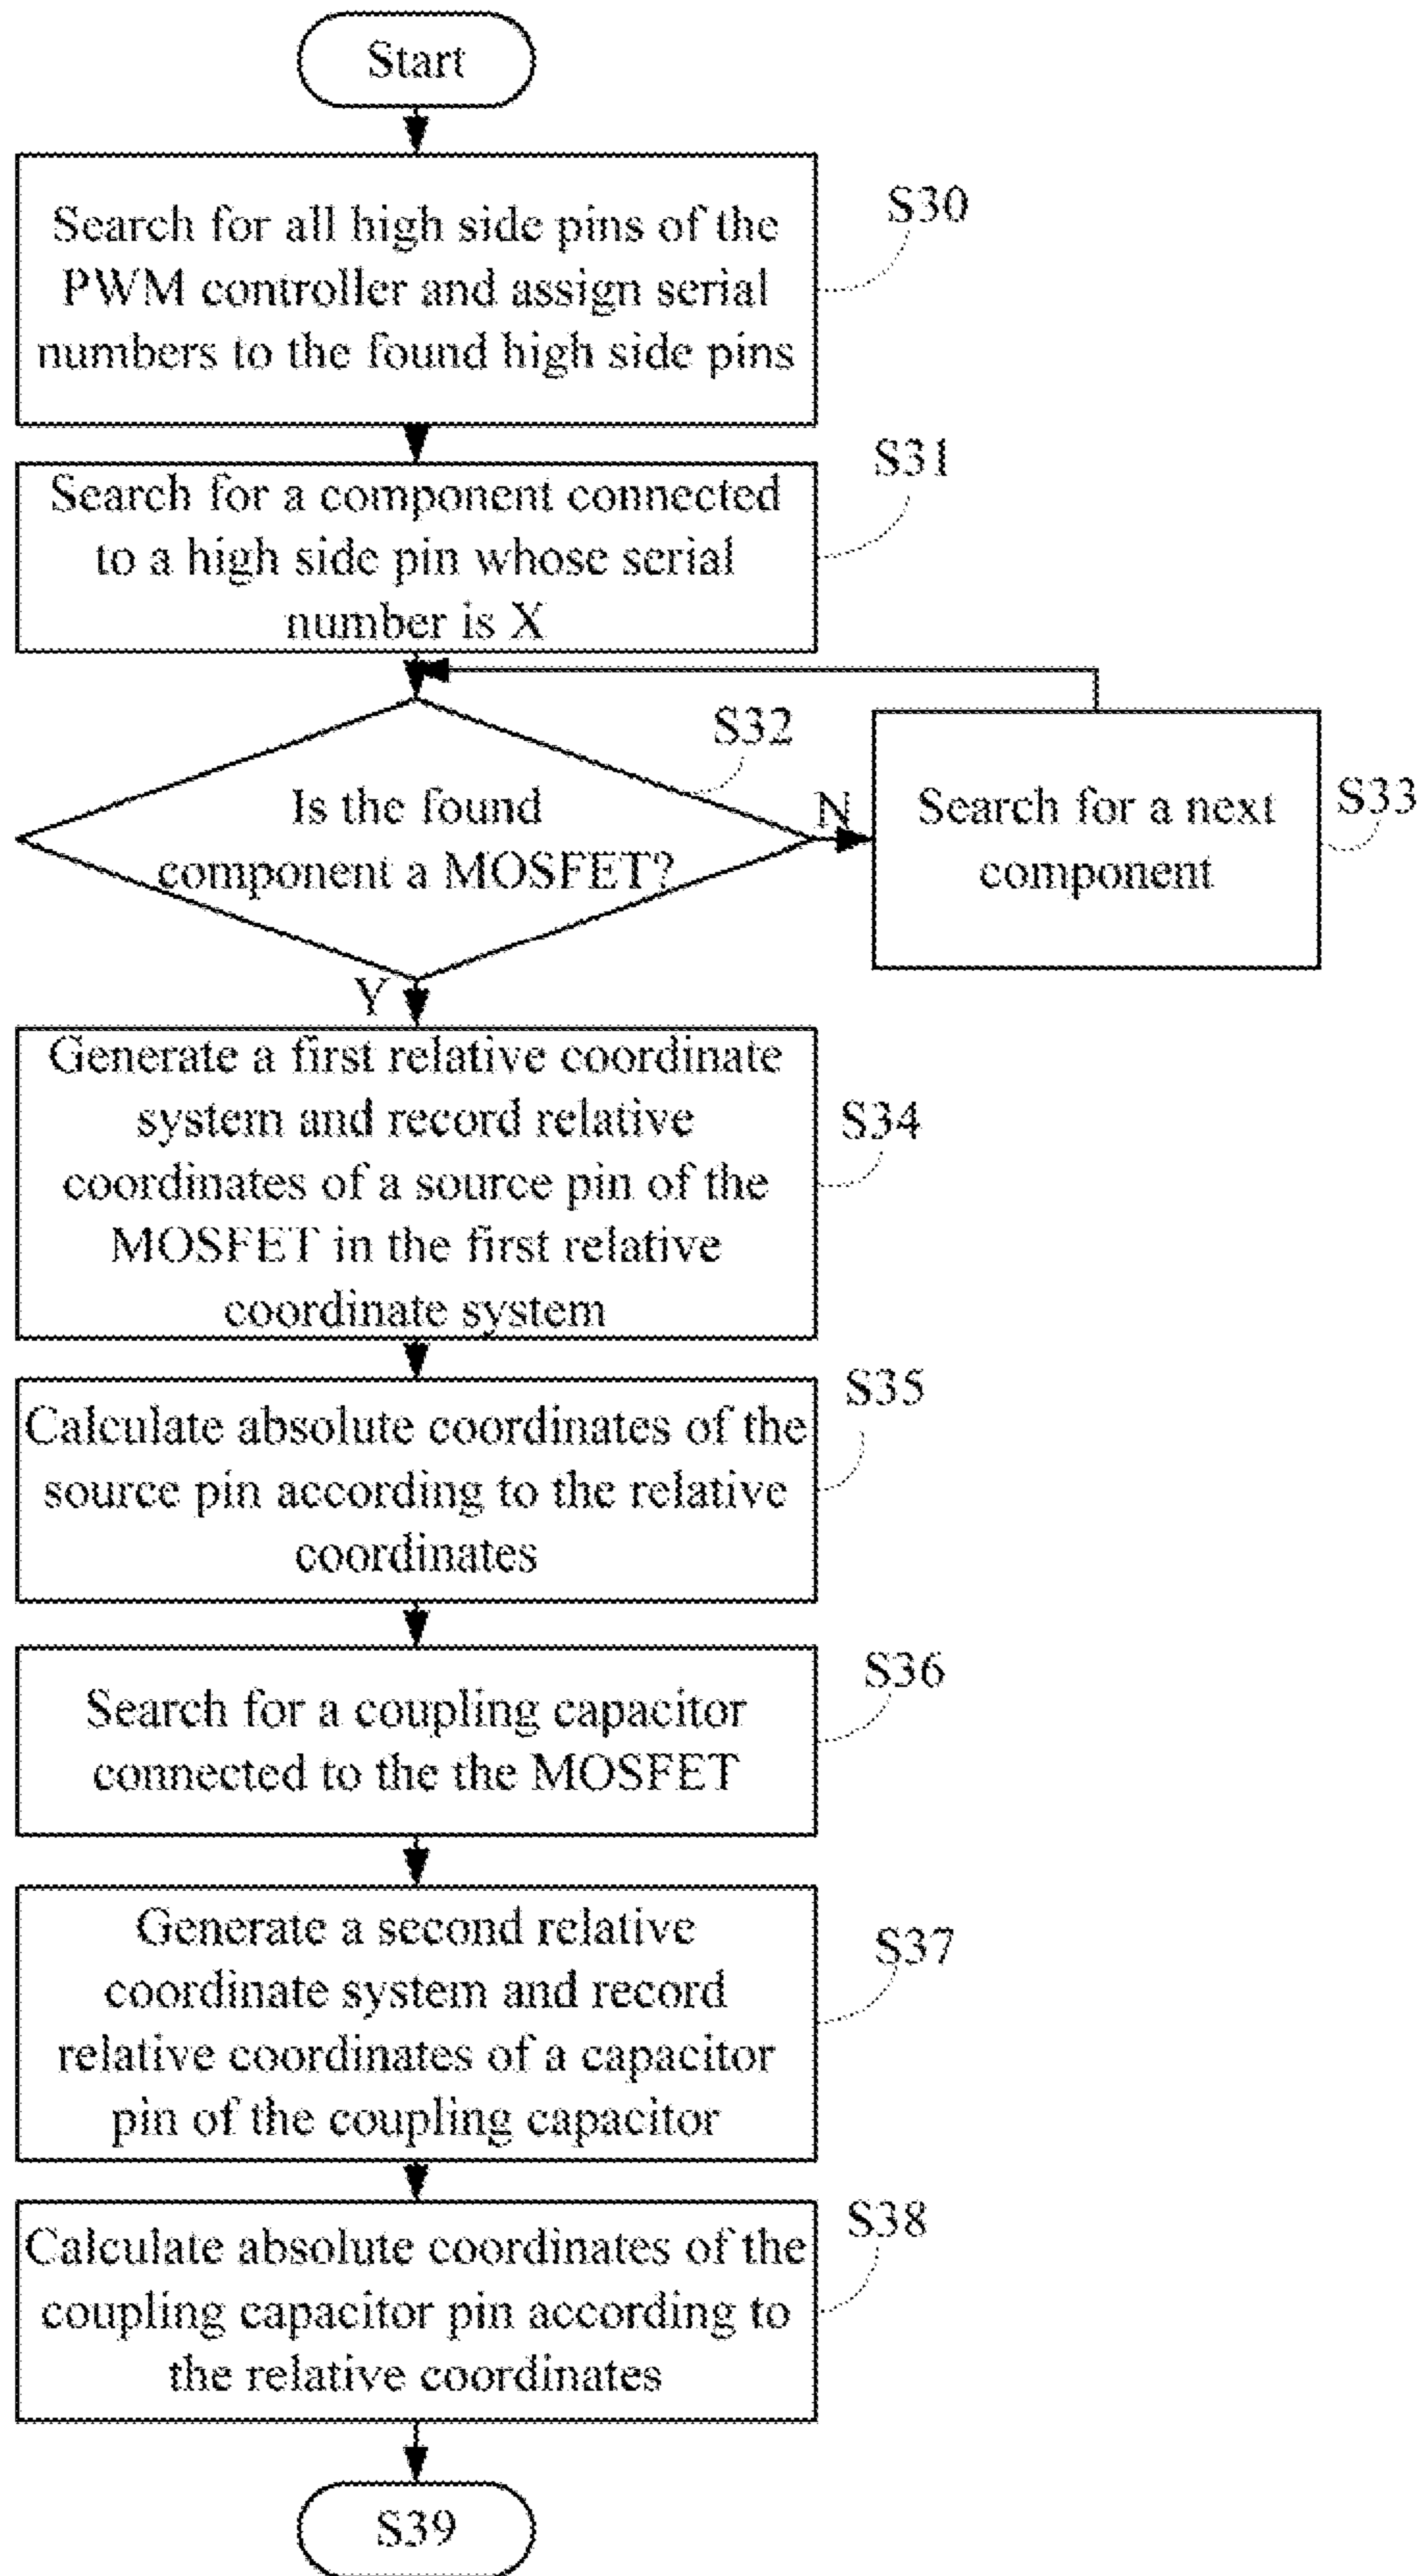 Start
Search for all high side pins of the
PWM controller and assign serial
numbers to the found high side pins
S30
Search for a component connected
to a high side pin whose serial
number is X
S31
Is the found
component a MOSFET?
S32
N
Search for a next
component
S33
Y
Generate a first relative coordinate
system and record relative
coordinates of a source pin of the
MOSFET in the first relative
coordinate system
S34
Calculate absolute coordinates of the
source pin according to the relative
coordinates
S35
Search for a coupling capacitor
connected to the the MOSFET
S36
Generate a second relative
coordinate system and record
relative coordinates of a capacitor
pin of the coupling capacitor
S37
Calculate absolute coordinates of the
coupling capacitor pin according to
the relative coordinates
S38
S39